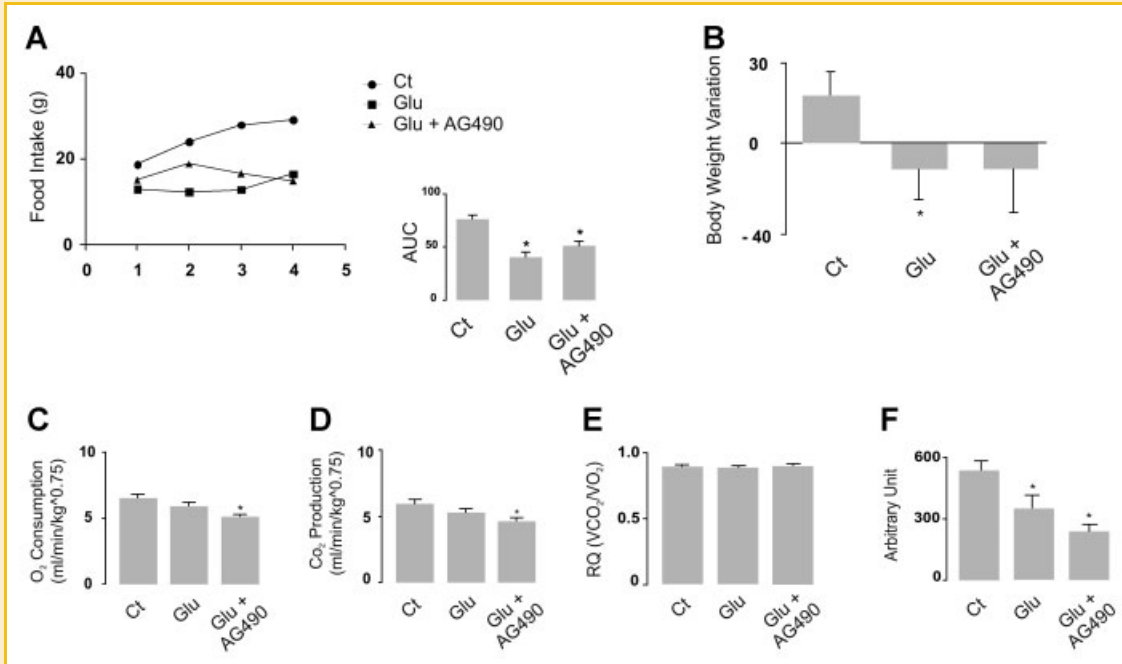 A
40
20
0
Food Intake (g)
0 1 2 3 4 5
Ct
Glu
Glu + AG490
100
50
0
AUC
* *
Ct Glu Glu +
AG490
B
30
0
- 40
Body Weight Variation
*
Ct Glu Glu +
AG490
C
10
5
0
O₂ Consumption
(ml/min/kg^0.75)
*
Ct Glu Glu +
AG490
D
10
5
0
Co₂ Production
(ml/min/kg^0.75)
*
Ct Glu Glu +
AG490
E
1.0
0.5
0
RQ (VCO₂/VO₂)
Ct Glu Glu +
AG490
F
600
300
0
Arbitrary Unit
* *
Ct Glu Glu +
AG490